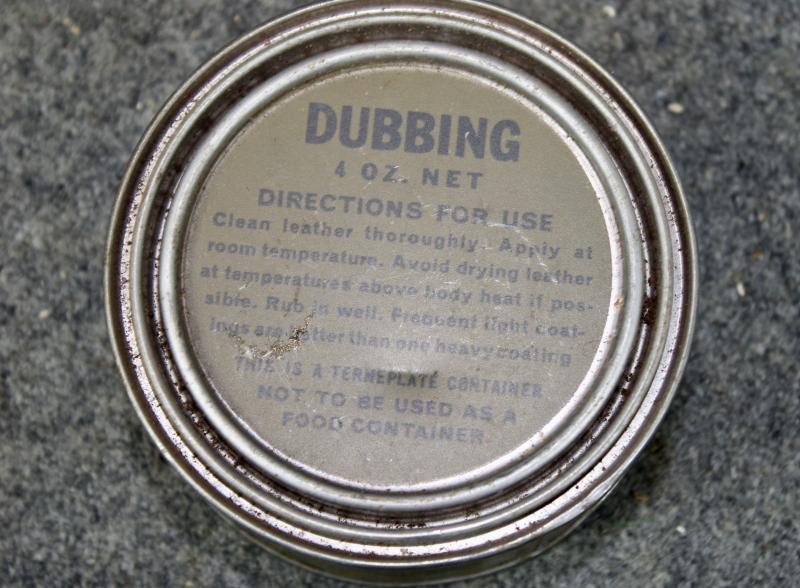 DUBBING
4 OZ. NET
DIRECTIONS FOR USE
Clean leather thoroughly. Apply at
room temperature. Avoid drying leather
at temperatures above body heat if pos-
sible. Rub in well. Frequent light coat-
ings are better than one heavy coating
THIS IS A TERNEPLATE CONTAINER
NOT TO BE USED AS A
FOOD CONTAINER